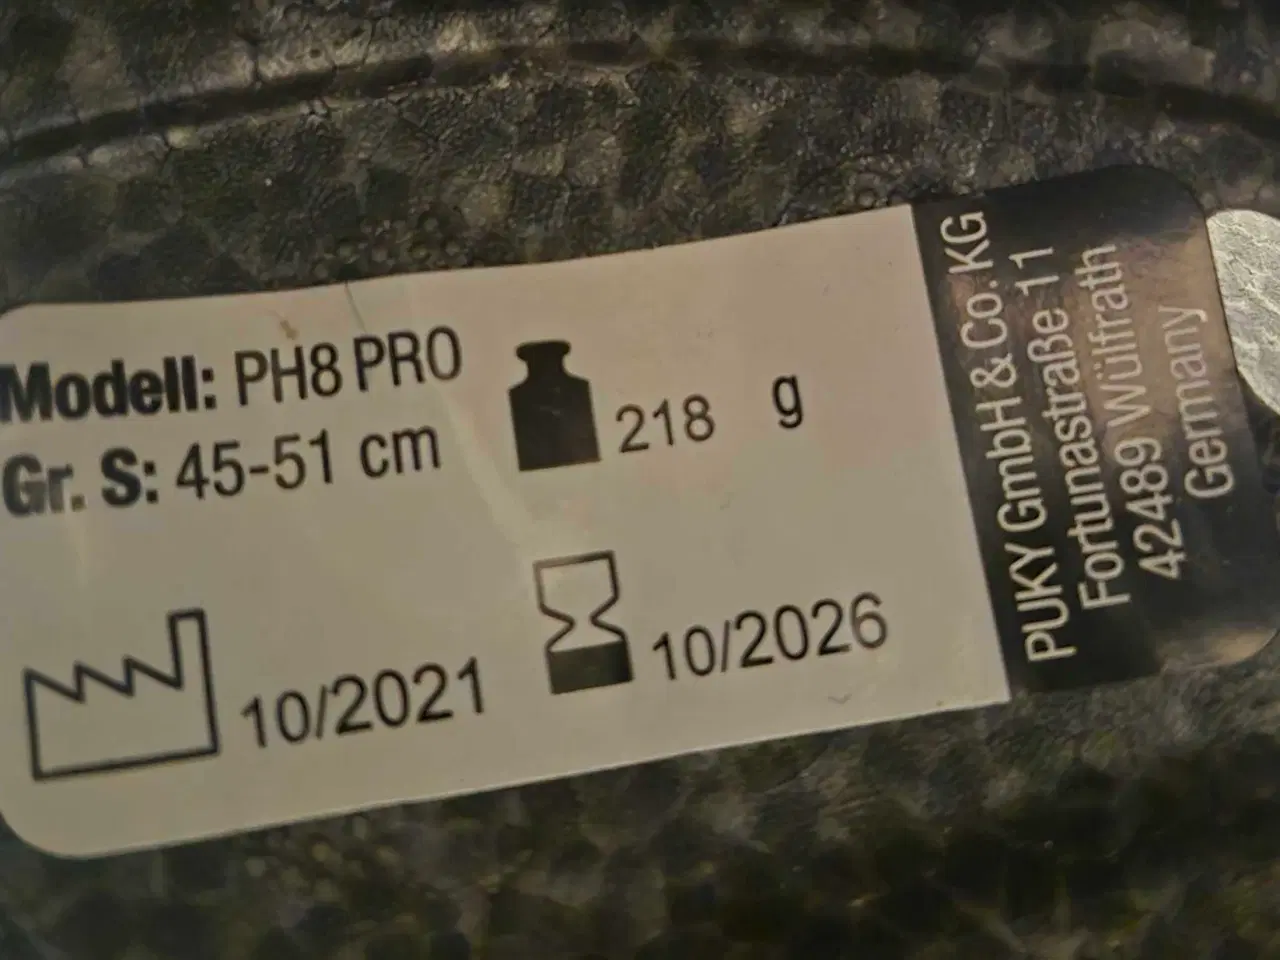 Modell: PH8 PRO
Gr. S: 45-51 cm
218 g
10/2021
10/2026
PUKY GmbH & Co. KG
Fortunastraße 11
42489 Wülfrath
Germany